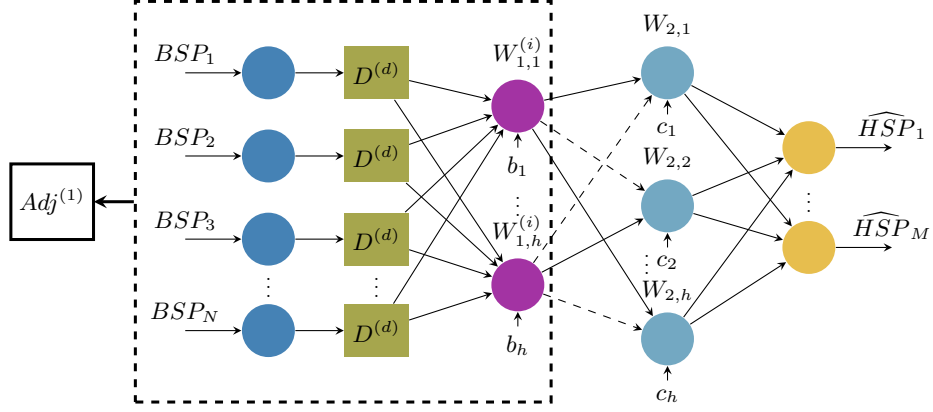 Adj^{(1)}
BSP_1
BSP_2
BSP_3
⋮
BSP_N
D^{(d)}
D^{(d)}
D^{(d)}
⋮
D^{(d)}
W_{1,1}^{(i)}
b_1
⋮
W_{1,h}^{(i)}
b_h
W_{2,1}
c_1
W_{2,2}
c_2
⋮
W_{2,h}
c_h
⋮
\widehat{HSP}_1
\widehat{HSP}_M